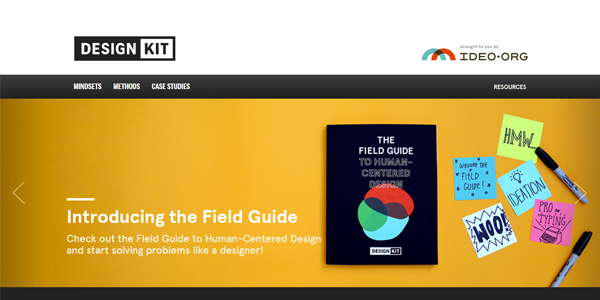 DESIGN KIT
brought to you by
IDEO.ORG
MINDSETS METHODS CASE STUDIES RESOURCES
Introducing the Field Guide
Check out the Field Guide to Human-Centered Design
and start solving problems like a designer!
THE
FIELD GUIDE
TO HUMAN-
CENTERED
DESIGN
DESIGN KIT
HMW...
Welcome the
FiELD
GUiDE!
IDEATION
WOO!
PRO-
TYPING!